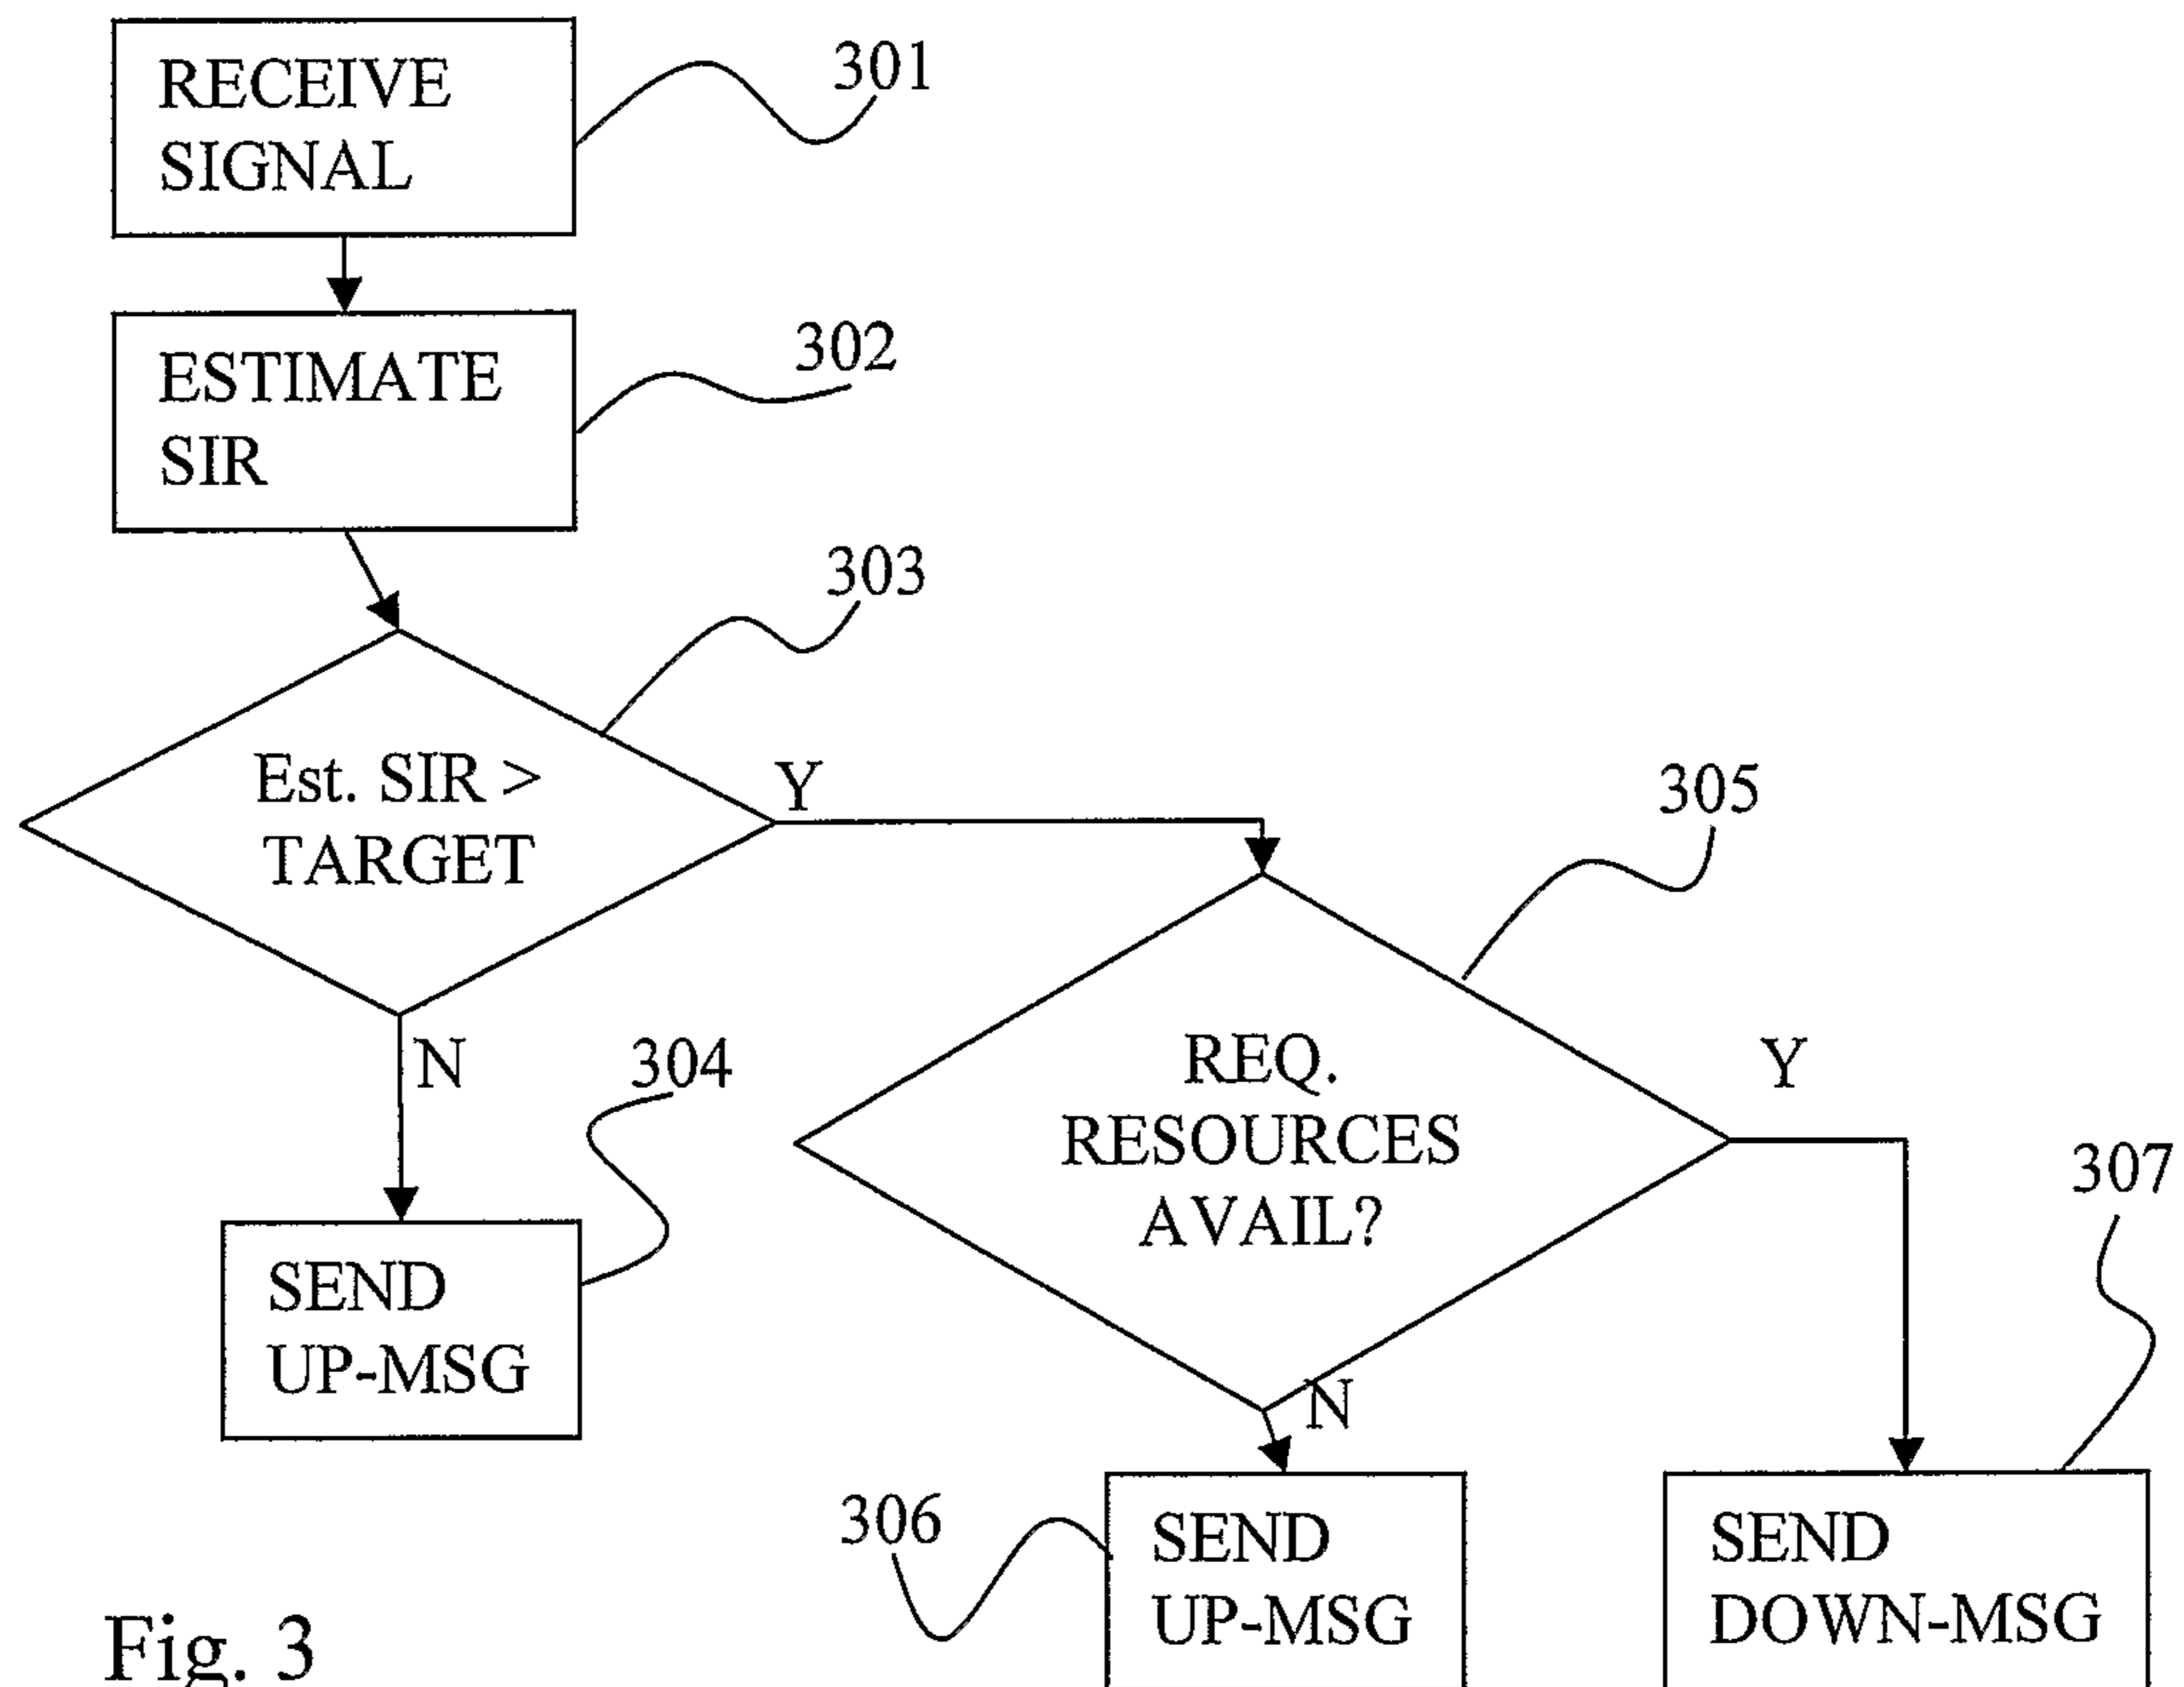 RECEIVE
SIGNAL
301
ESTIMATE
SIR
302
303
Est. SIR >
TARGET
Y
N
304
SEND
UP-MSG
305
REQ.
RESOURCES
AVAIL?
Y
N
307
306
SEND
UP-MSG
SEND
DOWN-MSG
Fig. 3